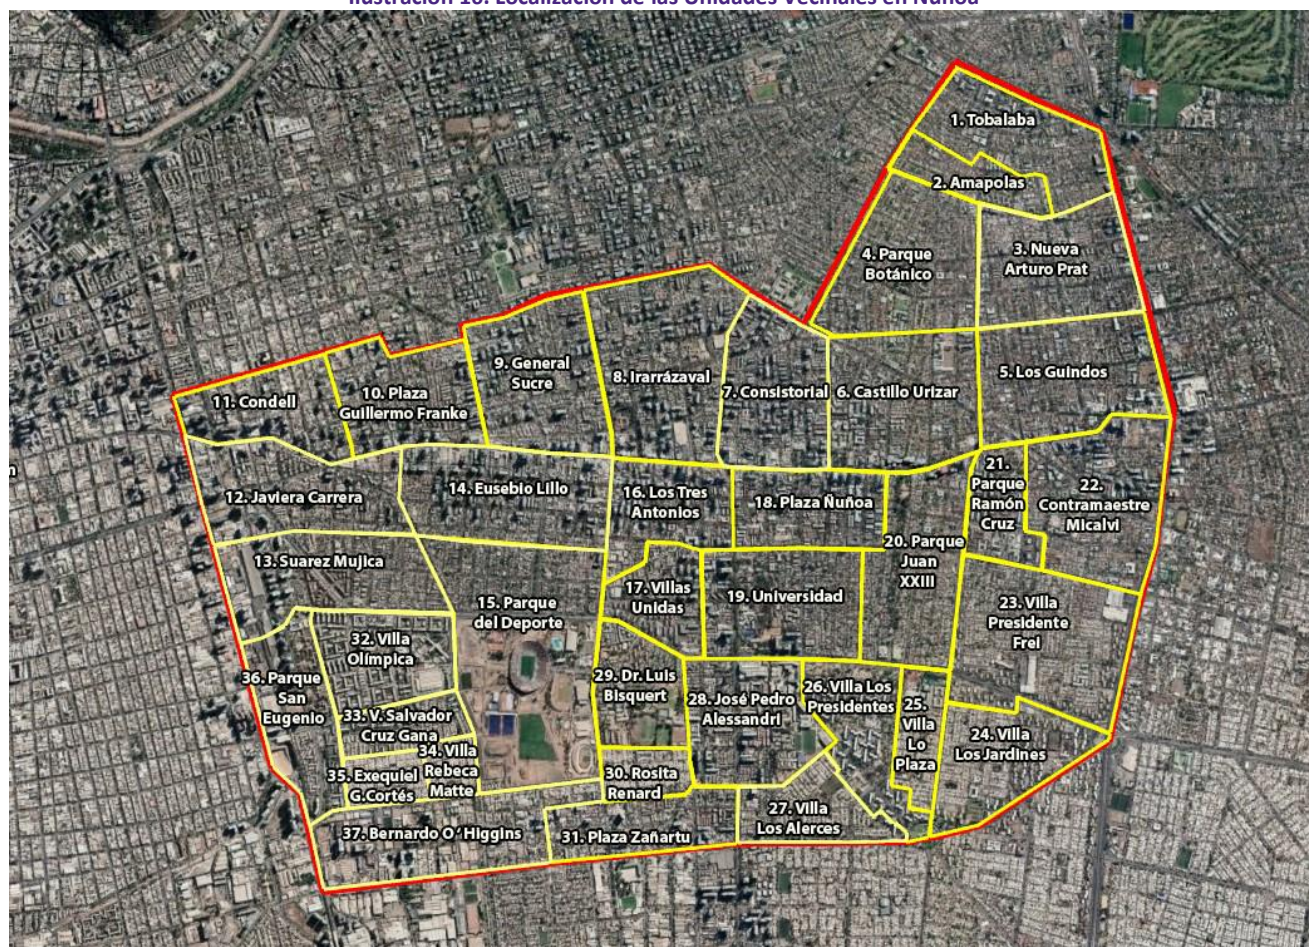 Ilustración 16. Localización de las Unidades Vecinales en Ñuñoa
1. Tobalaba
2. Amapolas
3. Nueva
Arturo Prat
4. Parque
Botánico
5. Los Guindos
6. Castillo Urizar
7. Consistorial
8. Irarrázaval
9. General
Sucre
10. Plaza
Guillermo Franke
11. Condell
12. Javiera Carrera
13. Suarez Mujica
14. Eusebio Lillo
15. Parque
del Deporte
16. Los Tres
Antonios
17. Villas
Unidas
18. Plaza Ñuñoa
19. Universidad
20. Parque
Juan
XXIII
21.
Parque
Ramón
Cruz
22.
Contramaestre
Micalvi
23. Villa
Presidente
Frei
24. Villa
Los Jardines
25.
Villa
Lo
Plaza
26. Villa Los
Presidentes
27. Villa
Los Alerces
28. José Pedro
Alessandri
29. Dr. Luis
Bisquert
30. Rosita
Renard
31. Plaza Zañartu
32. Villa
Olímpica
33. V. Salvador
Cruz Gana
34. Villa
Rebeca
Matte
35. Exequiel
G.Cortés
36. Parque
San
Eugenio
37. Bernardo O´Higgins